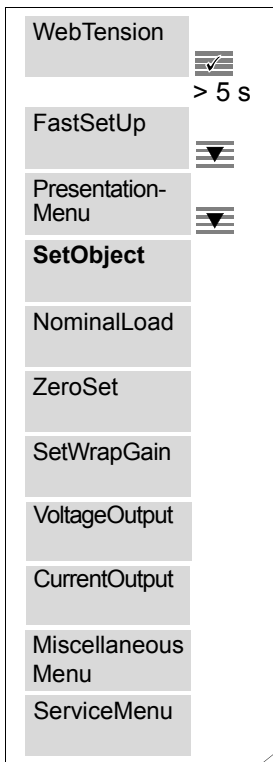 WebTension
> 5 s
FastSetUp
Presentation-
Menu
SetObject
NominalLoad
ZeroSet
SetWrapGain
VoltageOutput
CurrentOutput
Miscellaneous
Menu
ServiceMenu